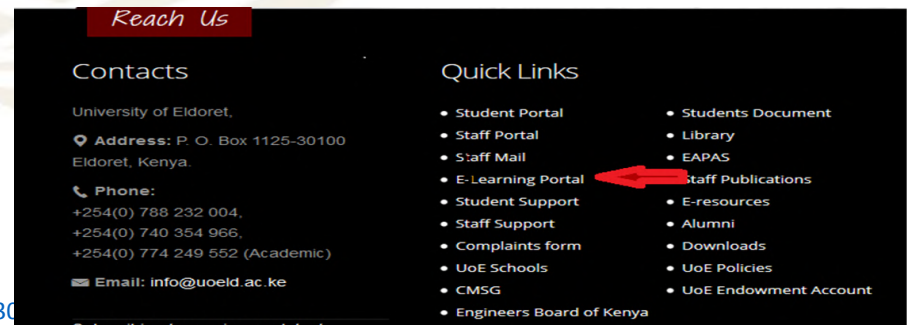 Reach Us
Contacts
University of Eldoret,
Address: P. O. Box 1125-30100
Eldoret, Kenya.
Phone:
+254(0) 788 232 004,
+254(0) 740 354 966,
+254(0) 774 249 552 (Academic)
Email: info@uoeld.ac.ke
Quick Links
Student Portal
Staff Portal
Staff Mail
E-Learning Portal
Student Support
Staff Support
Complaints form
UoE Schools
CMSG
Engineers Board of Kenya
Students Document
Library
EAPAS
Staff Publications
E-resources
Alumni
Downloads
UoE Policies
UoE Endowment Account